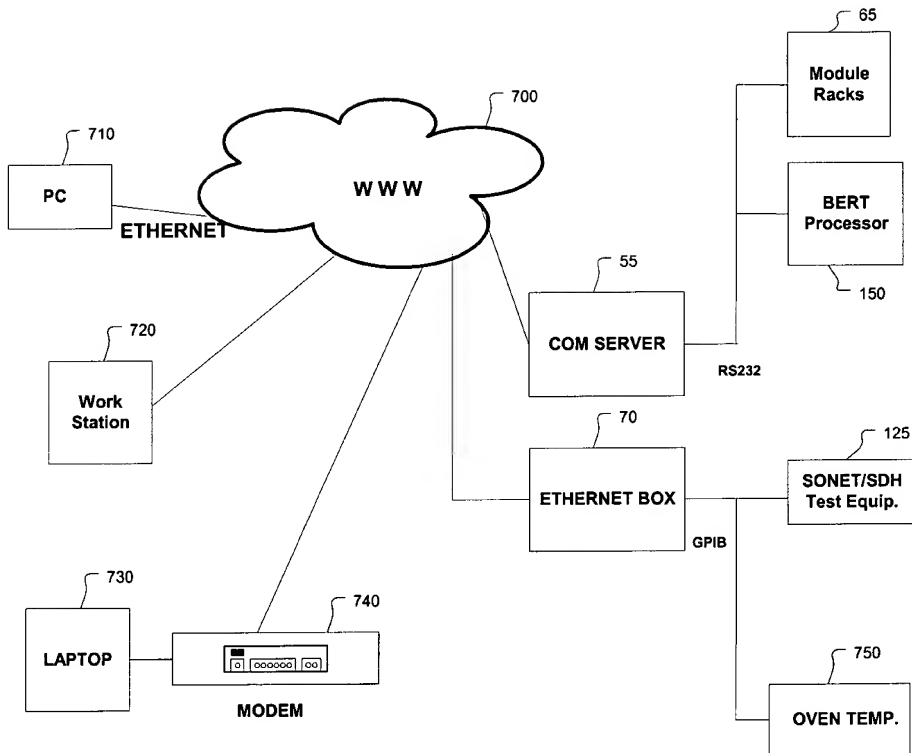 65
Module
Racks
700
710
PC
W W W
ETHERNET
BERT
Processor
150
55
COM SERVER
RS232
720
Work
Station
70
ETHERNET BOX
GPIB
125
SONET/SDH
Test Equip.
730
LAPTOP
740
MODEM
750
OVEN TEMP.